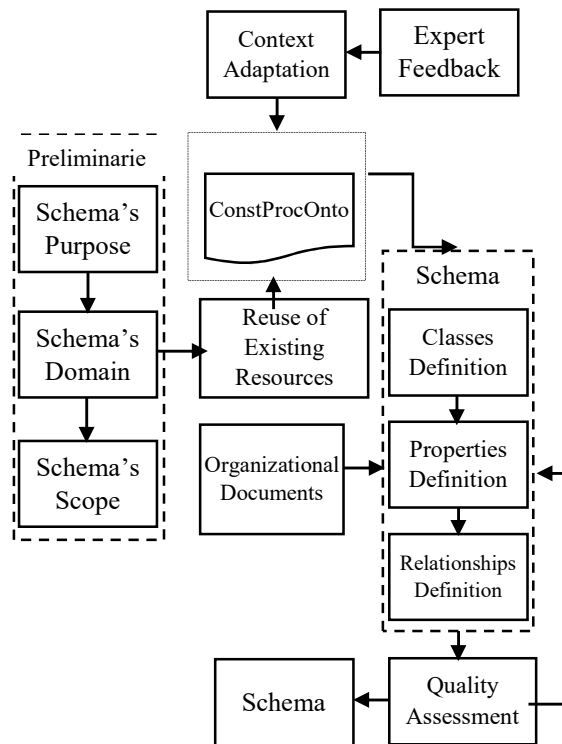 Context
Adaptation
Expert
Feedback
Preliminarie
Schema's
Purpose
Schema's
Domain
Schema's
Scope
ConstProcOnto
Reuse of
Existing
Resources
Organizational
Documents
Schema
Classes
Definition
Properties
Definition
Relationships
Definition
Schema
Quality
Assessment